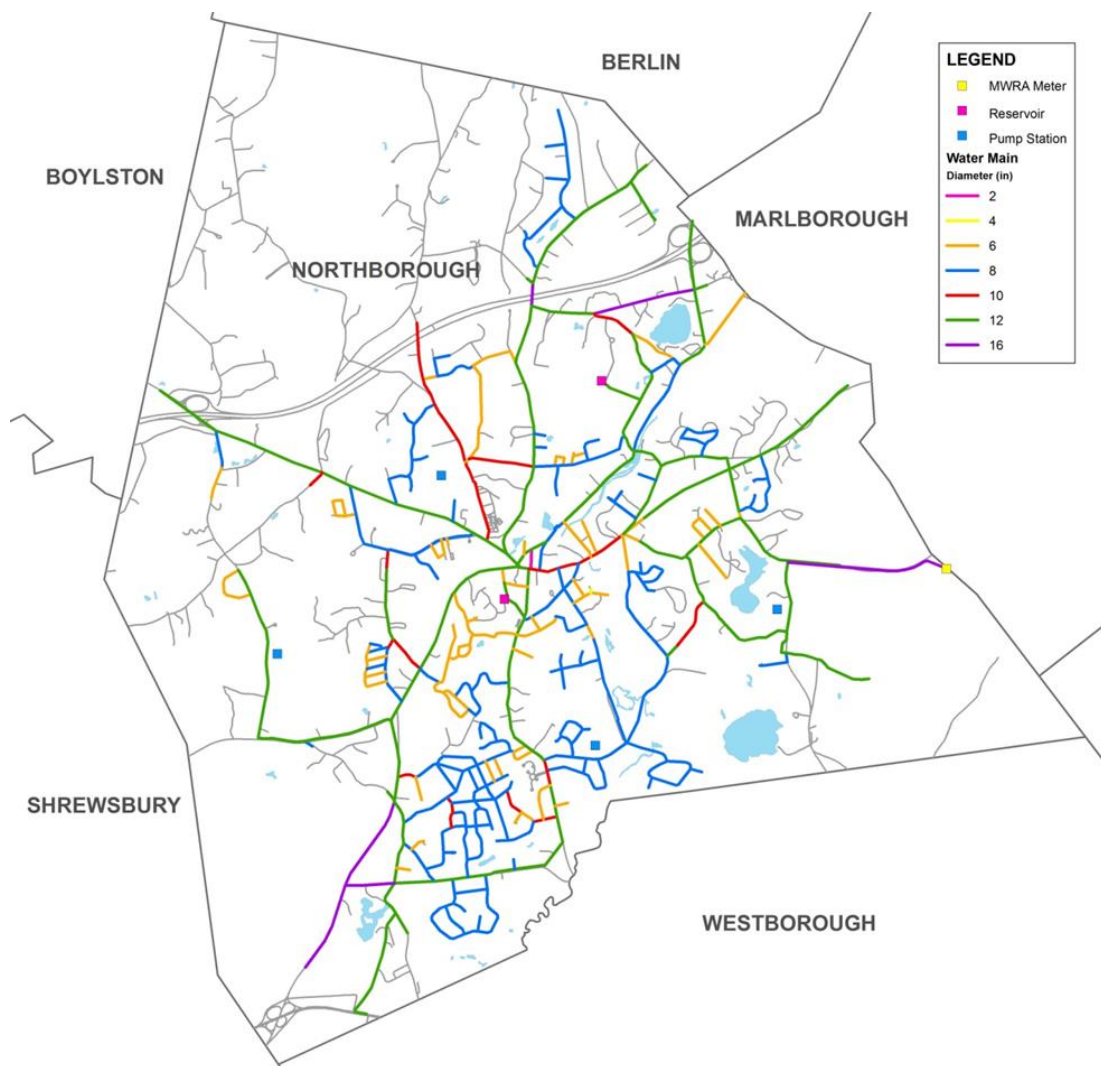 BERLIN
LEGEND
MWRA Meter
Reservoir
Pump Station
Water Main
Diameter (in)
2
4
6
8
10
12
16
BOYLSTON
MARLBOROUGH
NORTHBOROUGH
SHREWSBURY
WESTBOROUGH